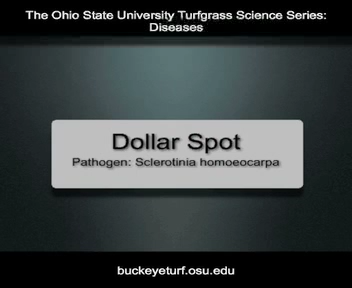 The Ohio State University Turfgrass Science Series:
Diseases
Dollar Spot
Pathogen: Sclerotinia homoeocarpa
buckeyeturf.osu.edu